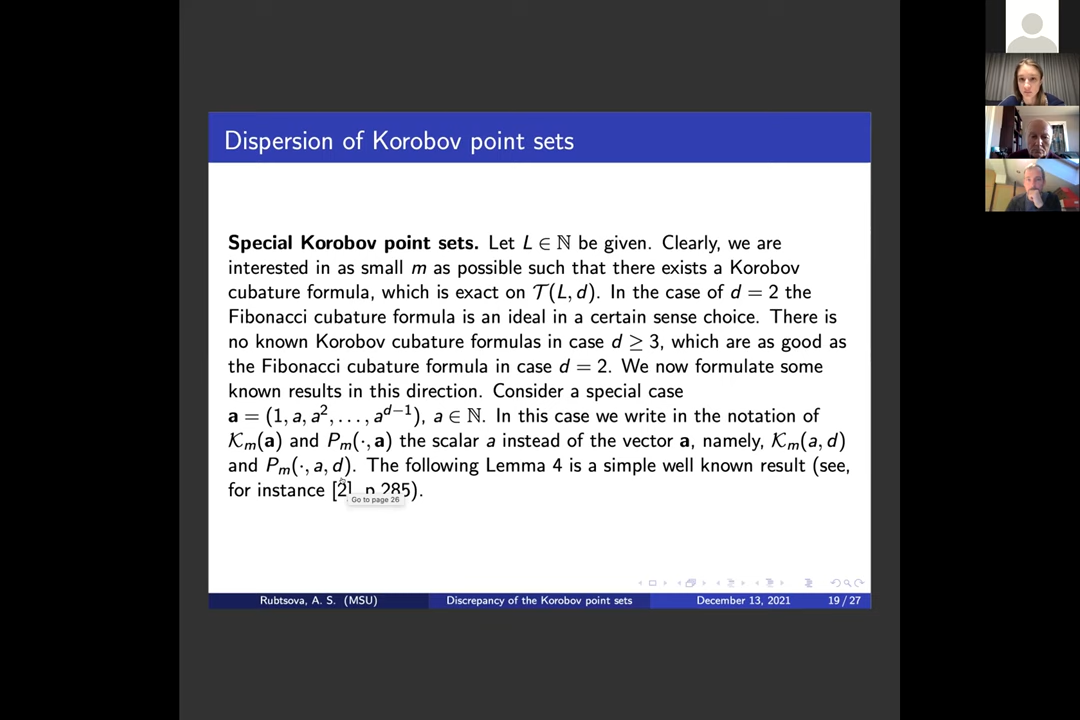 Dispersion of Korobov point sets
Special Korobov point sets. Let L ∈ ℕ be given. Clearly, we are
interested in as small m as possible such that there exists a Korobov
cubature formula, which is exact on 𝒯(L, d). In the case of d = 2 the
Fibonacci cubature formula is an ideal in a certain sense choice. There is
no known Korobov cubature formulas in case d ≥ 3, which are as good as
the Fibonacci cubature formula in case d = 2. We now formulate some
known results in this direction. Consider a special case
𝐚 = (1, a, a², . . . , a^{d−1}), a ∈ ℕ. In this case we write in the notation of
𝒦ₘ(𝐚) and Pₘ(·, 𝐚) the scalar a instead of the vector 𝐚, namely, 𝒦ₘ(a, d)
and Pₘ(·, a, d). The following Lemma 4 is a simple well known result (see,
for instance [2], p.285).
Go to page 26
Rubtsova, A. S. (MSU) Discrepancy of the Korobov point sets December 13, 2021 19 / 27